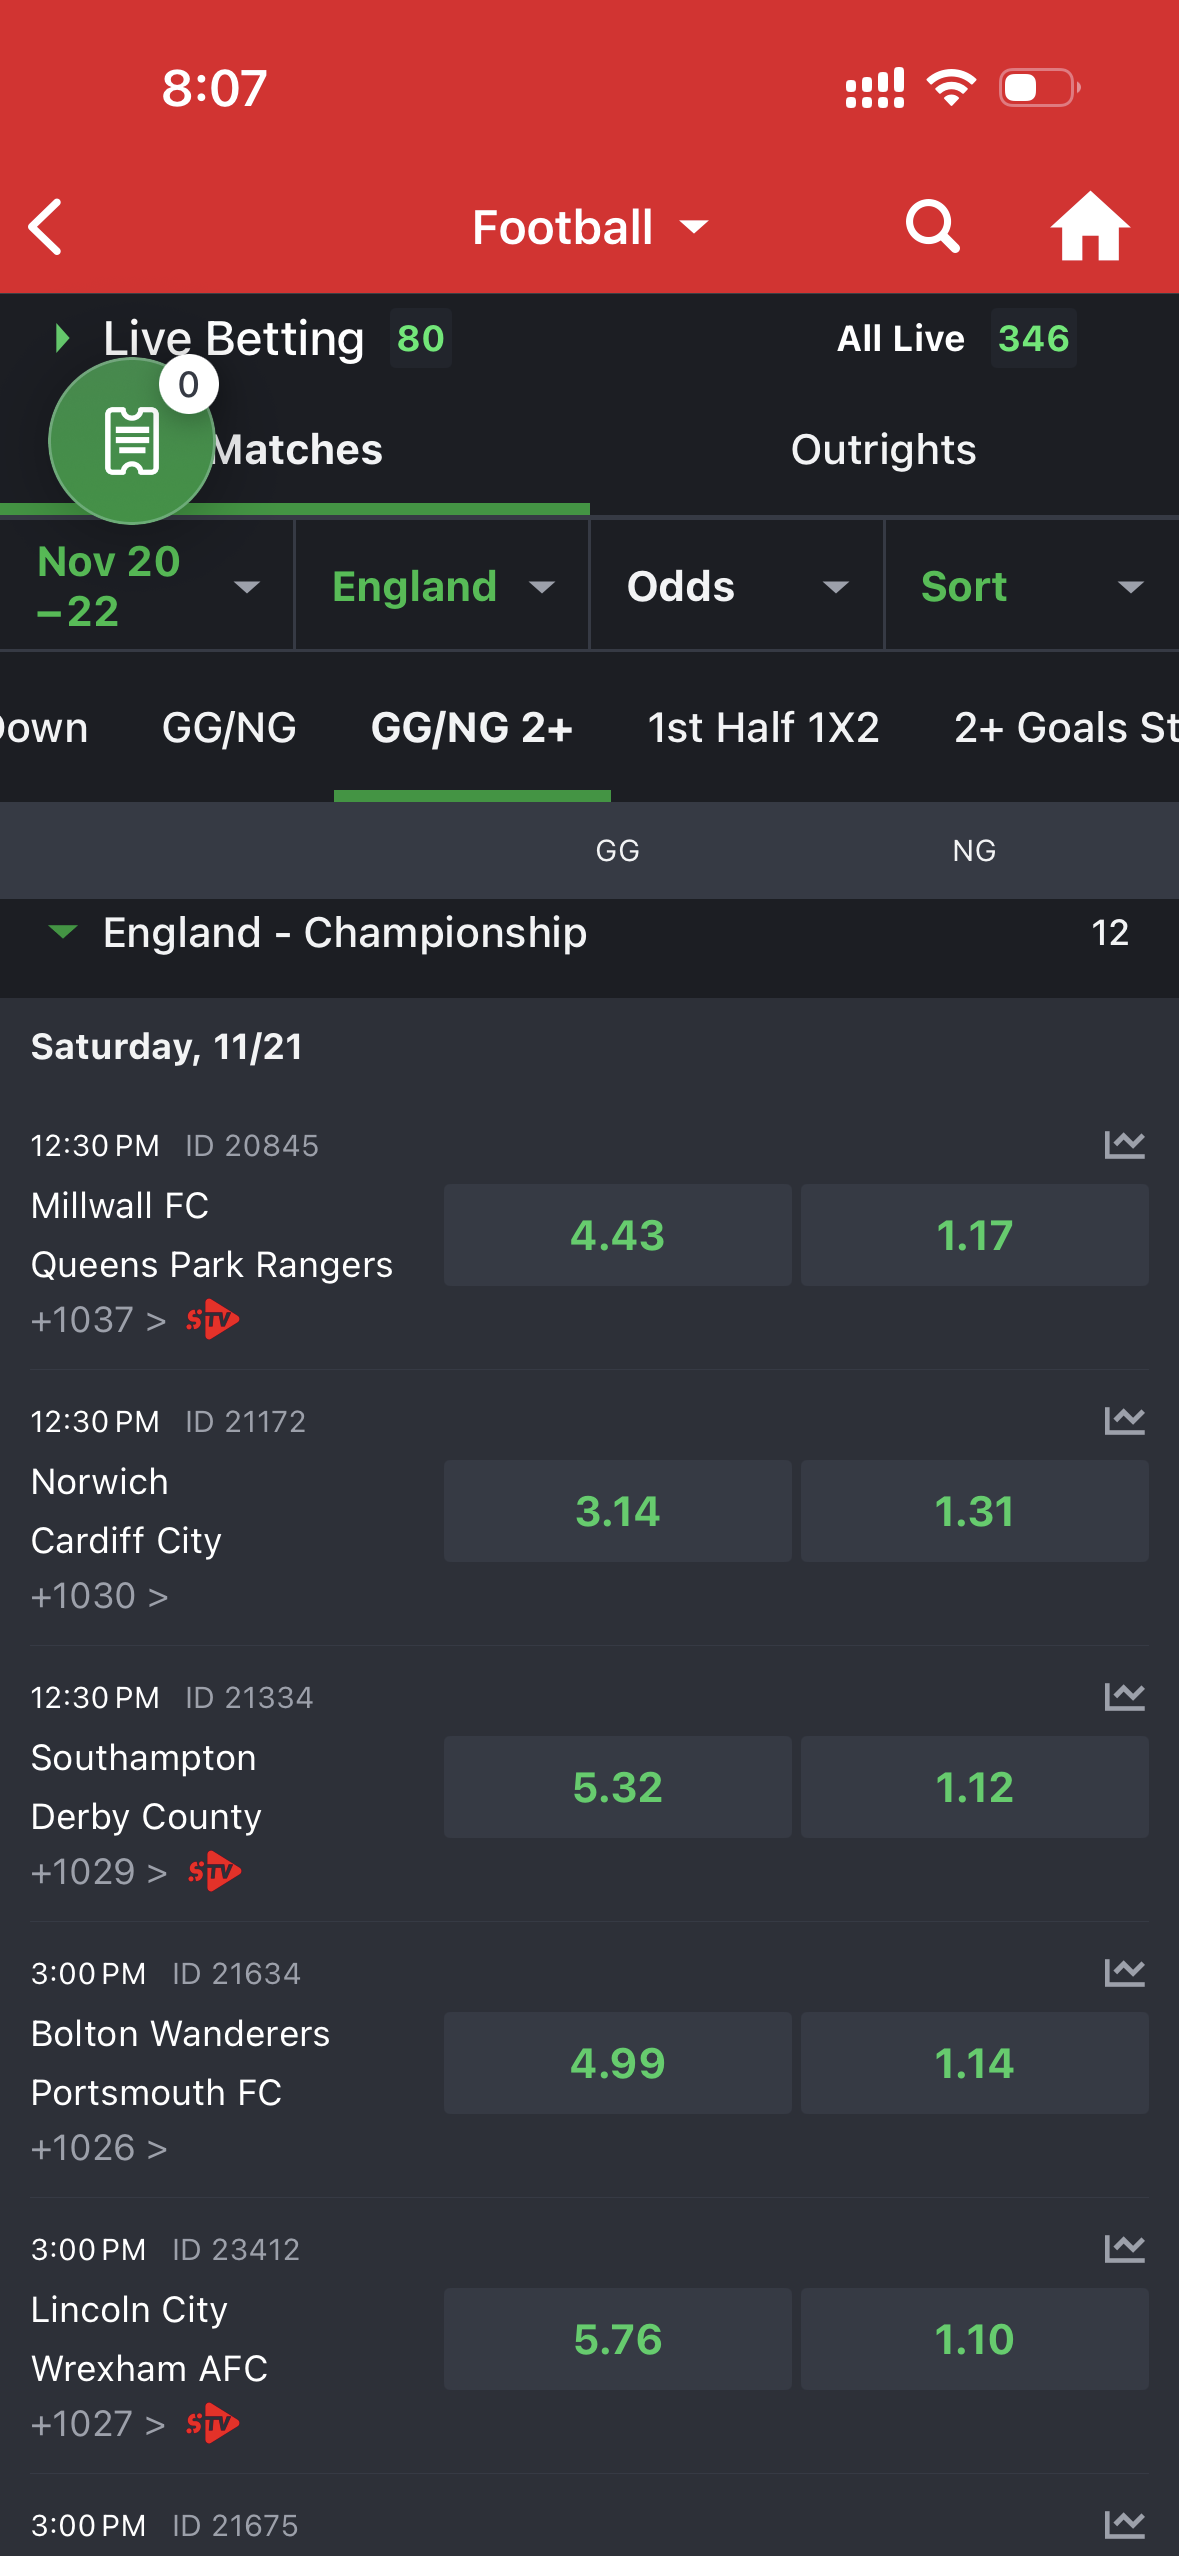 8:07
Football
Live Betting 80 All Live 346
0
Matches Outrights
Nov 20
–22
England Odds Sort
Down GG/NG GG/NG 2+ 1st Half 1X2 2+ Goals St
GG NG
England - Championship 12
Saturday, 11/21
12:30 PM ID 20845
Millwall FC
4.43 1.17
Queens Park Rangers
+1037 > STV
12:30 PM ID 21172
Norwich
3.14 1.31
Cardiff City
+1030 >
12:30 PM ID 21334
Southampton
5.32 1.12
Derby County
+1029 > STV
3:00 PM ID 21634
Bolton Wanderers
4.99 1.14
Portsmouth FC
+1026 >
3:00 PM ID 23412
Lincoln City
5.76 1.10
Wrexham AFC
+1027 > STV
3:00 PM ID 21675